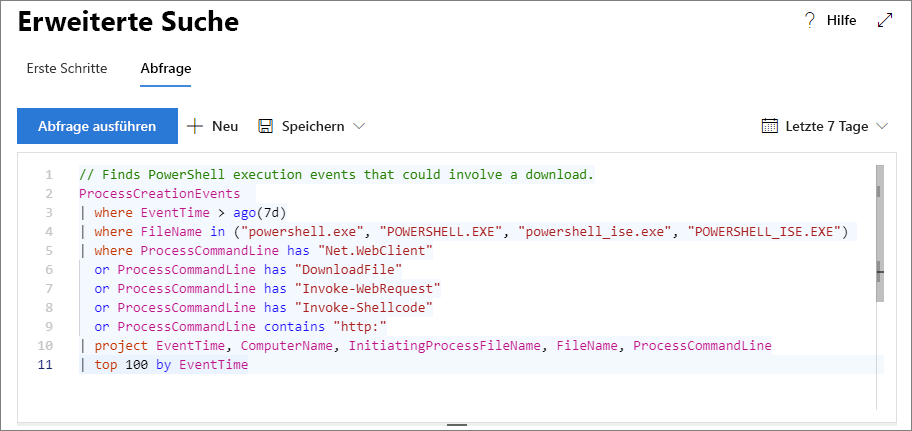 Erweiterte Suche
? Hilfe
Erste Schritte Abfrage
Abfrage ausführen Neu Speichern Letzte 7 Tage
1 // Finds PowerShell execution events that could involve a download.
2 ProcessCreationEvents
3 | where EventTime > ago(7d)
4 | where FileName in ("powershell.exe", "POWERSHELL.EXE", "powershell_ise.exe", "POWERSHELL_ISE.EXE")
5 | where ProcessCommandLine has "Net.WebClient"
6 or ProcessCommandLine has "DownloadFile"
7 or ProcessCommandLine has "Invoke-WebRequest"
8 or ProcessCommandLine has "Invoke-Shellcode"
9 or ProcessCommandLine contains "http:"
10 | project EventTime, ComputerName, InitiatingProcessFileName, FileName, ProcessCommandLine
11 | top 100 by EventTime